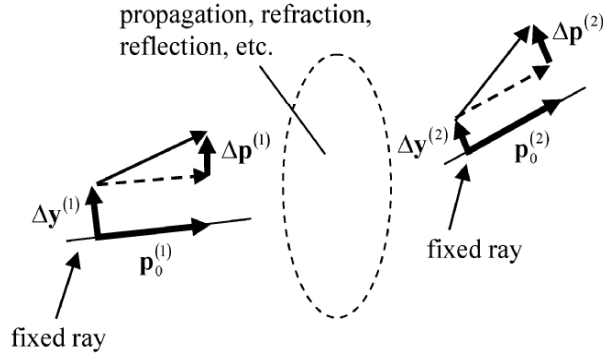 propagation, refraction,
reflection, etc.
Δp⁽²⁾
Δy⁽²⁾
p₀⁽²⁾
Δp⁽¹⁾
Δy⁽¹⁾
p₀⁽¹⁾
fixed ray
fixed ray